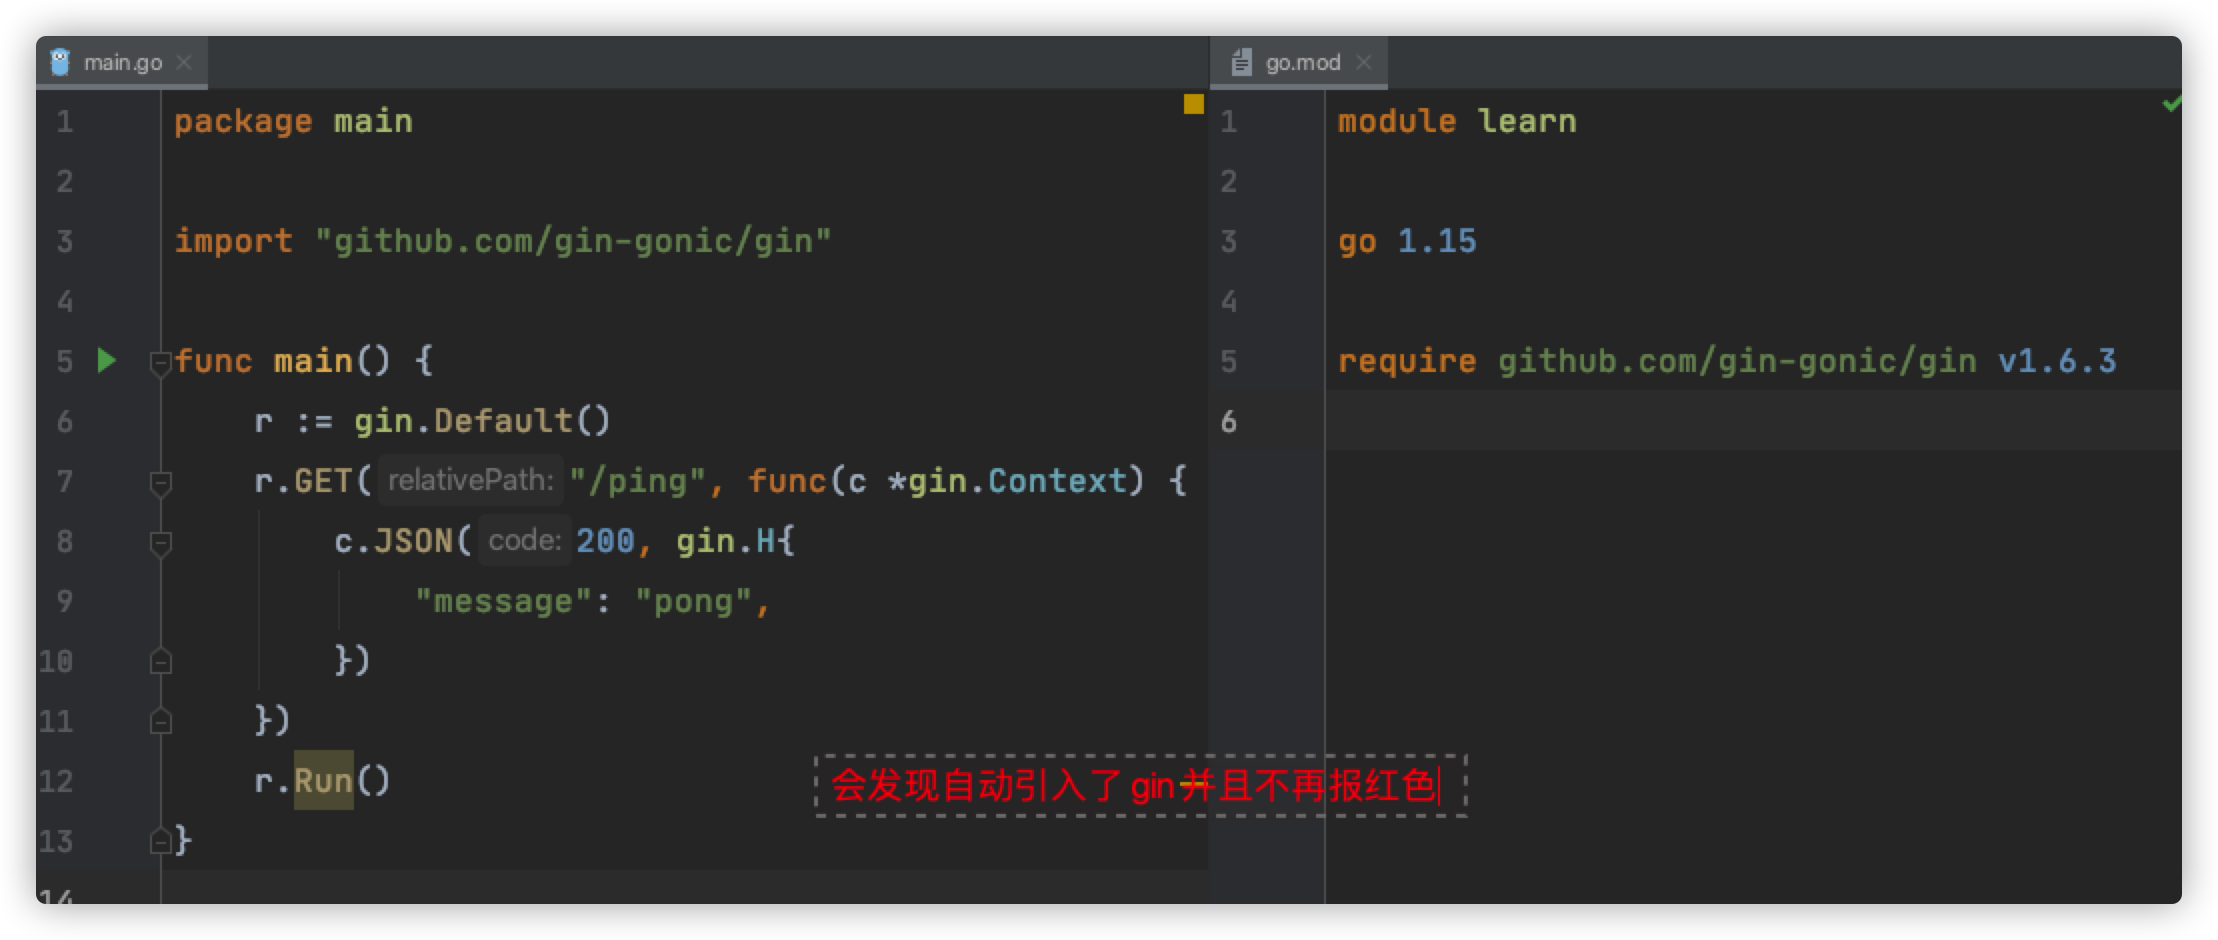 main.go
1 package main
2
3 import "github.com/gin-gonic/gin"
4
5 func main() {
6 r := gin.Default()
7 r.GET( relativePath: "/ping", func(c *gin.Context) {
8 c.JSON( code: 200, gin.H{
9 "message": "pong",
10 })
11 })
12 r.Run()
13 }
14
go.mod
1 module learn
2
3 go 1.15
4
5 require github.com/gin-gonic/gin v1.6.3
6
会发现自动引入了 gin 并且不再报红色